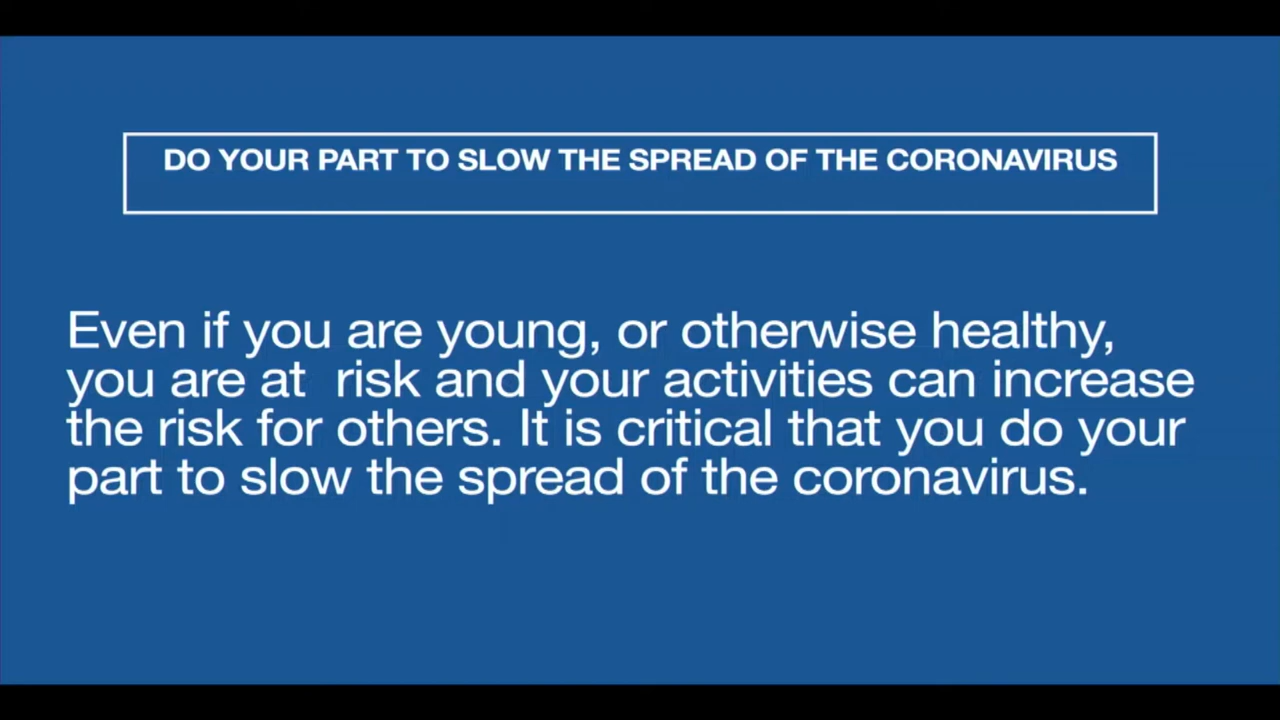 DO YOUR PART TO SLOW THE SPREAD OF THE CORONAVIRUS
Even if you are young, or otherwise healthy,
you are at  risk and your activities can increase
the risk for others. It is critical that you do your
part to slow the spread of the coronavirus.